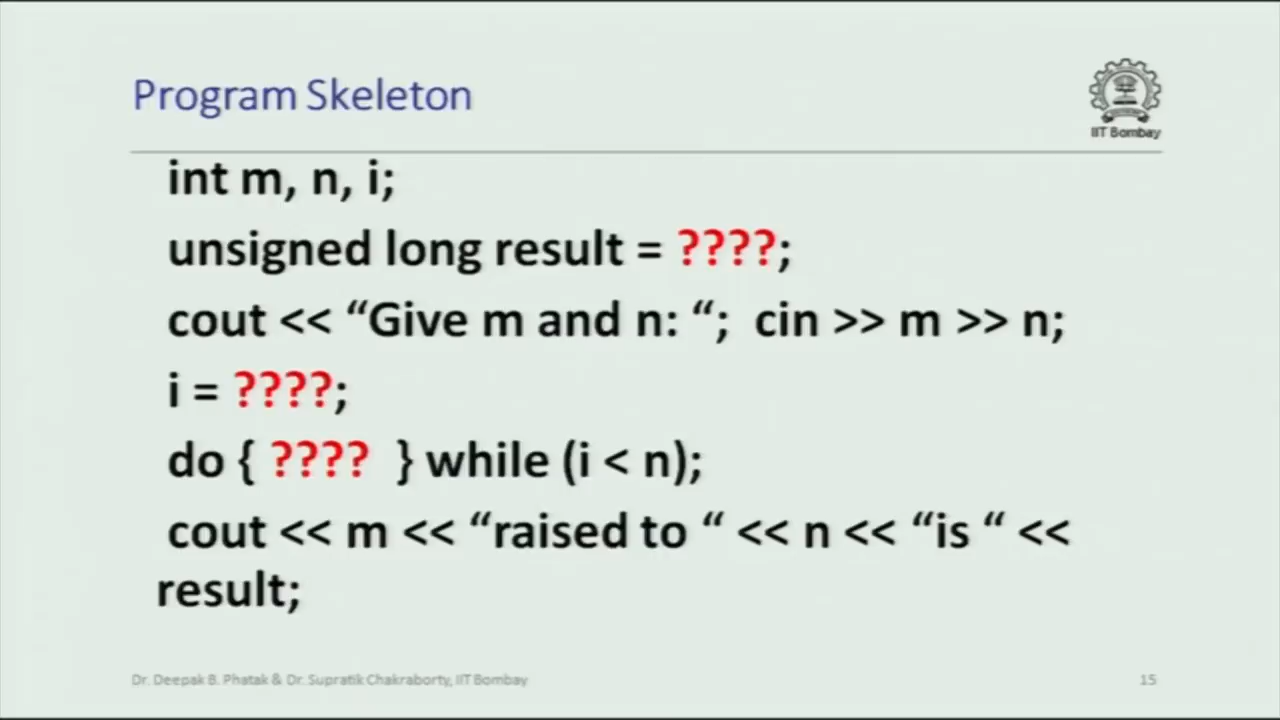 Program Skeleton
IIT Bombay
int m, n, i;
unsigned long result = ????;
cout << “Give m and n: “; cin >> m >> n;
i = ????;
do { ???? } while (i < n);
cout << m << “raised to “ << n << “is “ <<
result;
Dr. Deepak B. Phatak & Dr. Supratik Chakraborty, IIT Bombay
15